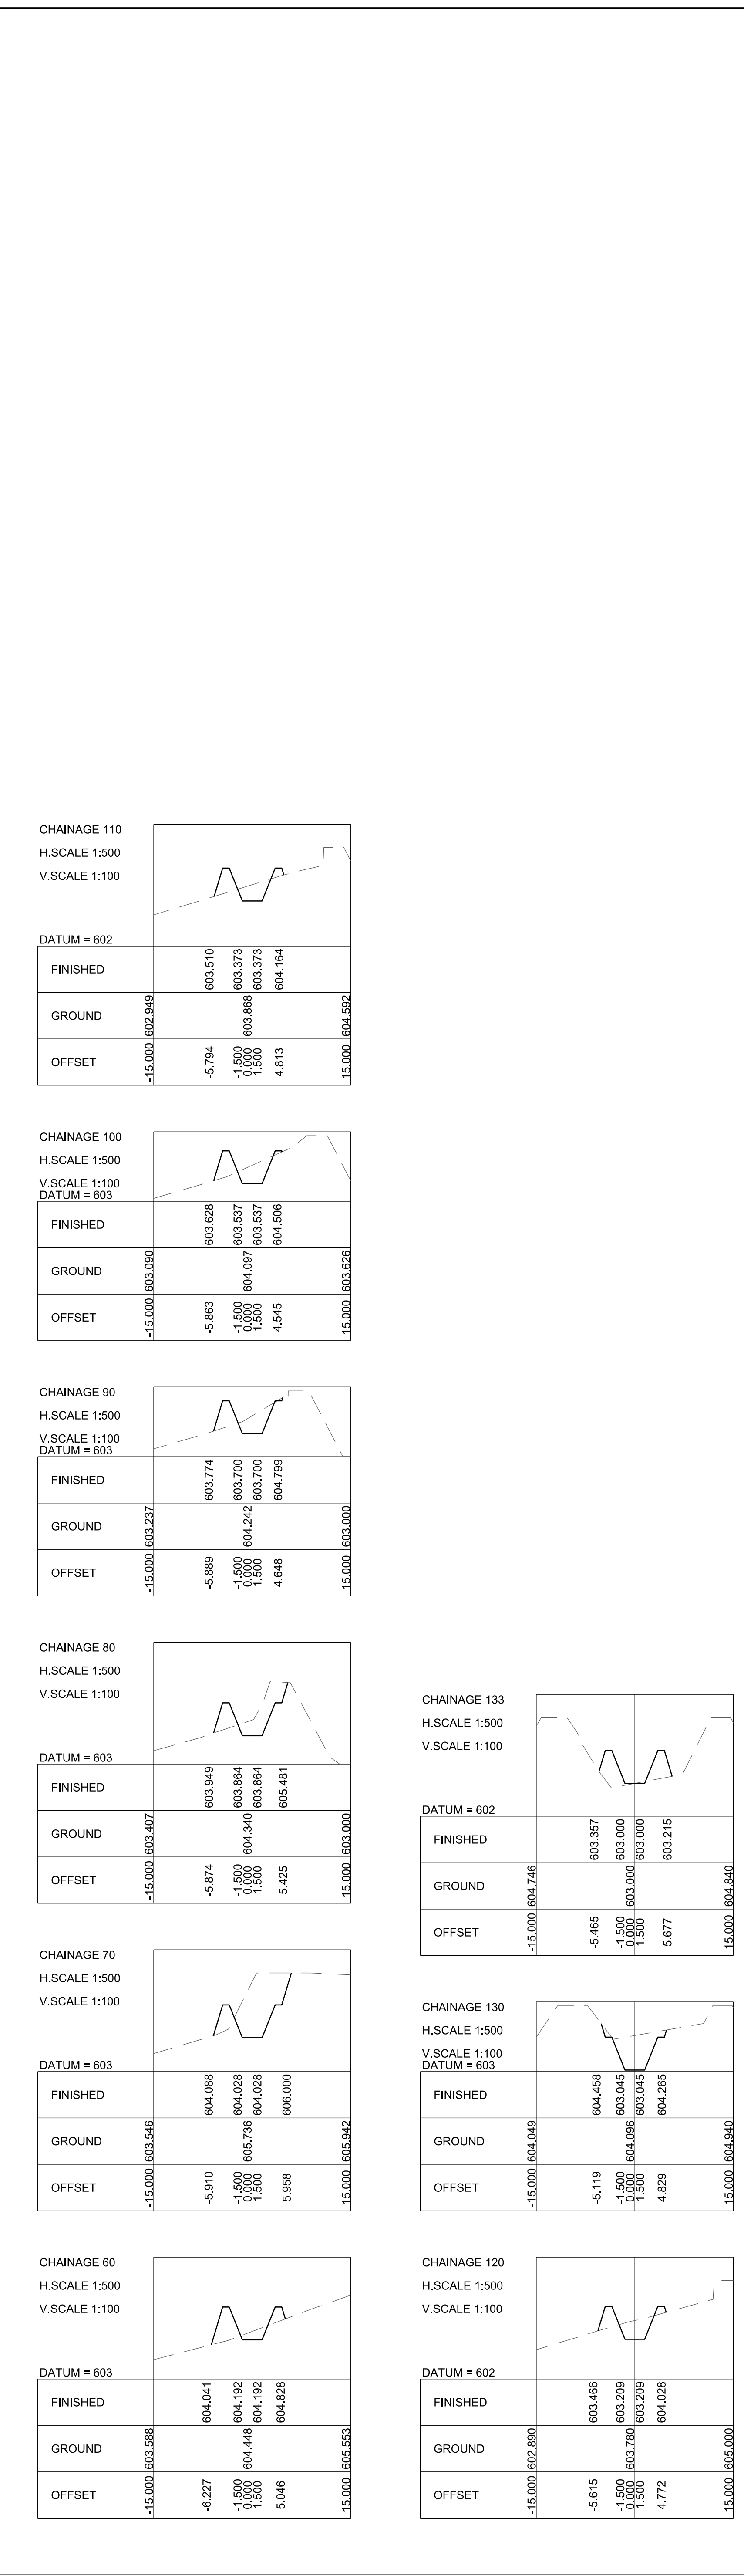 CHAINAGE 110
H.SCALE 1:500
V.SCALE 1:100
DATUM = 602
FINISHED 603.510 603.373 603.373 604.164
GROUND 602.949 603.868 604.592
OFFSET -15.000 -5.794 -1.500 0.000 1.500 4.813 15.000
CHAINAGE 100
H.SCALE 1:500
V.SCALE 1:100
DATUM = 603
FINISHED 603.628 603.537 603.537 604.506
GROUND 603.090 604.097 603.626
OFFSET -15.000 -5.863 -1.500 0.000 1.500 4.545 15.000
CHAINAGE 90
H.SCALE 1:500
V.SCALE 1:100
DATUM = 603
FINISHED 603.774 603.700 603.700 604.799
GROUND 603.237 604.242 603.000
OFFSET -15.000 -5.889 -1.500 0.000 1.500 4.648 15.000
CHAINAGE 80
H.SCALE 1:500
V.SCALE 1:100
DATUM = 603
FINISHED 603.949 603.864 603.864 605.481
GROUND 603.407 604.340 603.000
OFFSET -15.000 -5.874 -1.500 0.000 1.500 5.425 15.000
CHAINAGE 70
H.SCALE 1:500
V.SCALE 1:100
DATUM = 603
FINISHED 604.088 604.028 604.028 606.000
GROUND 603.546 605.736 605.942
OFFSET -15.000 -5.910 -1.500 0.000 1.500 5.958 15.000
CHAINAGE 60
H.SCALE 1:500
V.SCALE 1:100
DATUM = 603
FINISHED 604.041 604.192 604.192 604.828
GROUND 603.588 604.448 605.553
OFFSET -15.000 -6.227 -1.500 0.000 1.500 5.046 15.000
CHAINAGE 133
H.SCALE 1:500
V.SCALE 1:100
DATUM = 602
FINISHED 603.357 603.000 603.000 603.215
GROUND 604.746 603.000 604.840
OFFSET -15.000 -5.465 -1.500 0.000 1.500 5.677 15.000
CHAINAGE 130
H.SCALE 1:500
V.SCALE 1:100
DATUM = 603
FINISHED 604.458 603.045 603.045 604.265
GROUND 604.049 604.096 604.940
OFFSET -15.000 -5.119 -1.500 0.000 1.500 4.829 15.000
CHAINAGE 120
H.SCALE 1:500
V.SCALE 1:100
DATUM = 602
FINISHED 603.466 603.209 603.209 604.028
GROUND 602.890 603.780 605.000
OFFSET -15.000 -5.615 -1.500 0.000 1.500 4.772 15.000